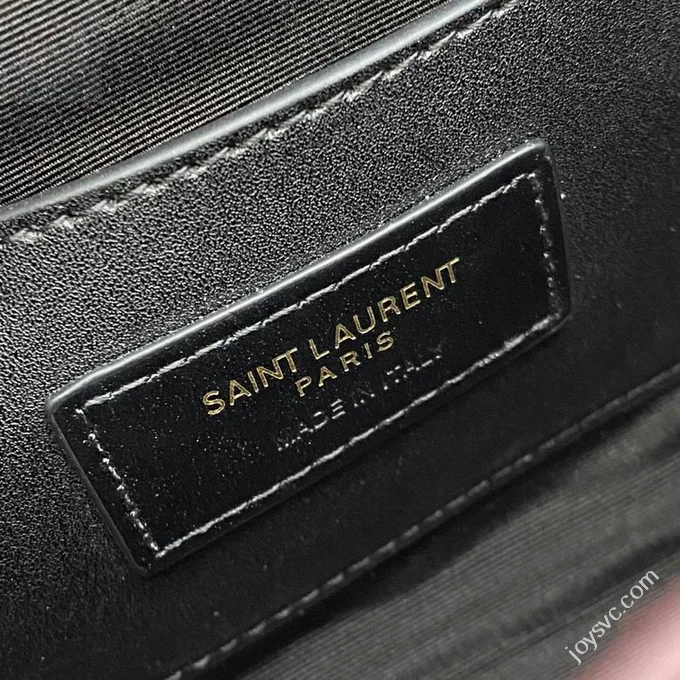 SAINT LAURENT
PARIS
MADE IN ITALY
joysvc.com